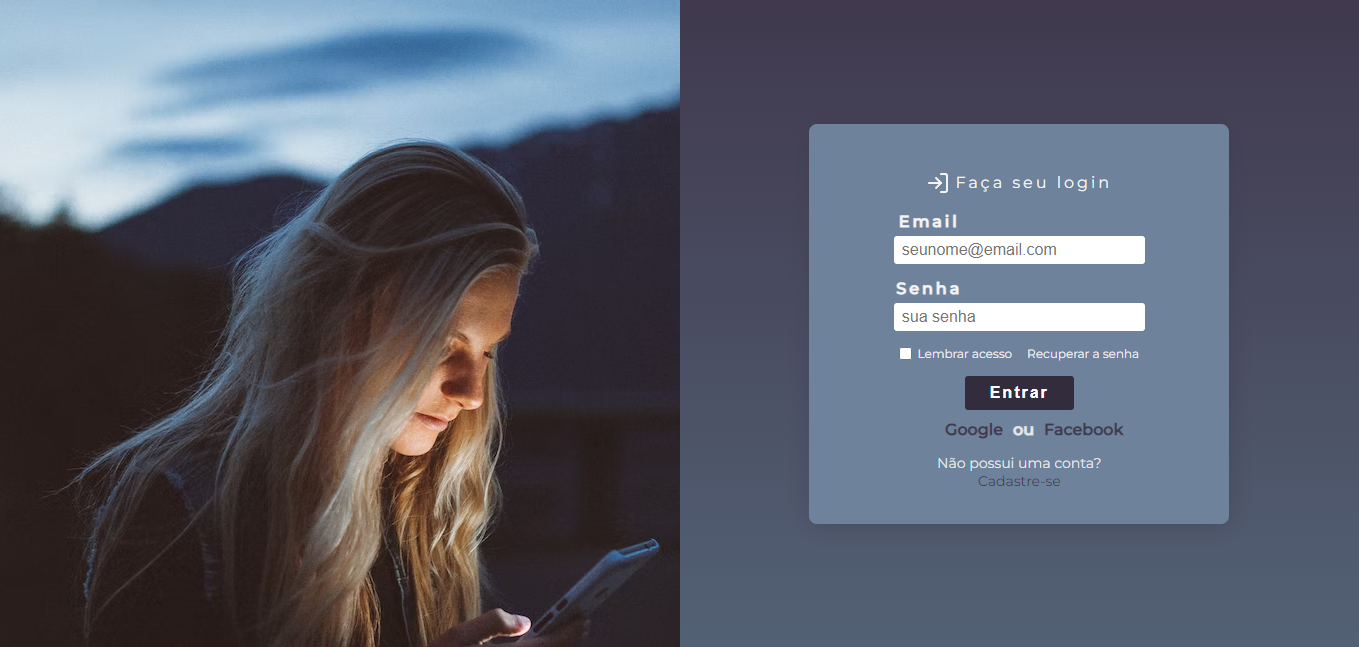 Faça seu login
Email
seunome@email.com
Senha
sua senha
Lembrar acesso Recuperar a senha
Entrar
Google ou Facebook
Não possui uma conta?
Cadastre-se